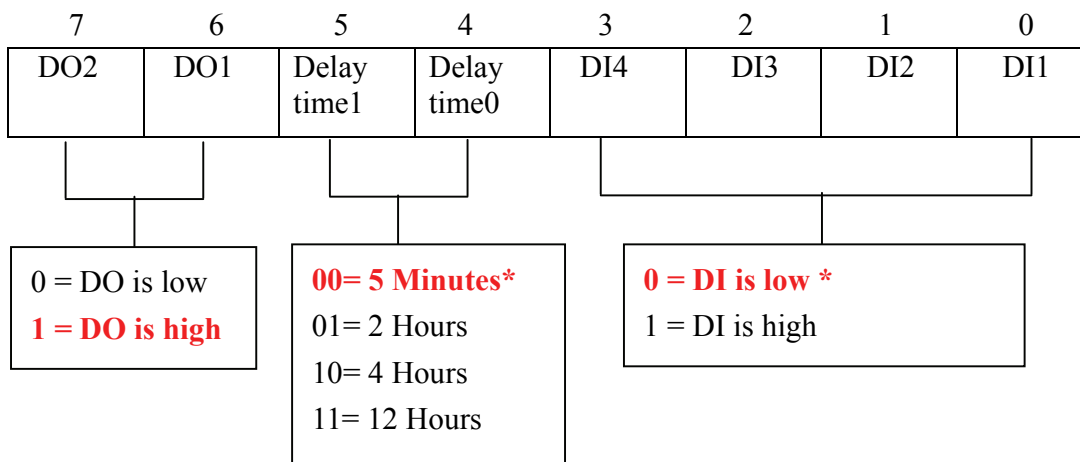 7 6 5 4 3 2 1 0
DO2 DO1 Delay time1 Delay time0 DI4 DI3 DI2 DI1
0 = DO is low
1 = DO is high
00= 5 Minutes*
01= 2 Hours
10= 4 Hours
11= 12 Hours
0 = DI is low *
1 = DI is high